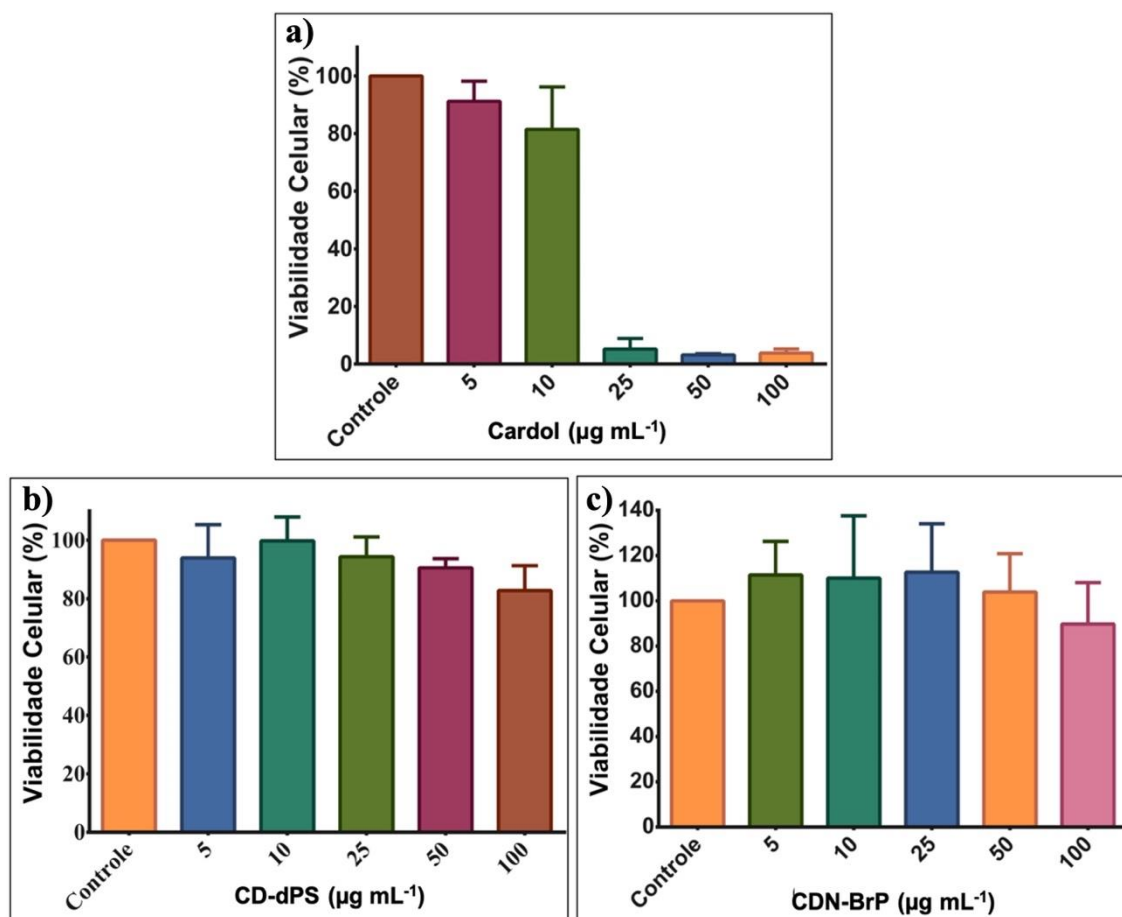 a)
Viabilidade Celular (%)
100
80
60
40
20
0
Controle
5
10
25
50
100
Cardol (µg mL⁻¹)
b)
Viabilidade Celular (%)
100
80
60
40
20
0
Controle
5
10
25
50
100
CD-dPS (µg mL⁻¹)
c)
Viabilidade Celular (%)
140
120
100
80
60
40
20
0
Controle
5
10
25
50
100
CDN-BrP (µg mL⁻¹)